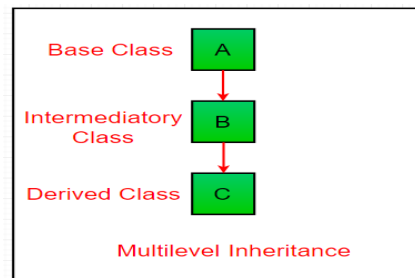 Base Class A
Intermediatory
Class B
Derived Class C
Multilevel Inheritance